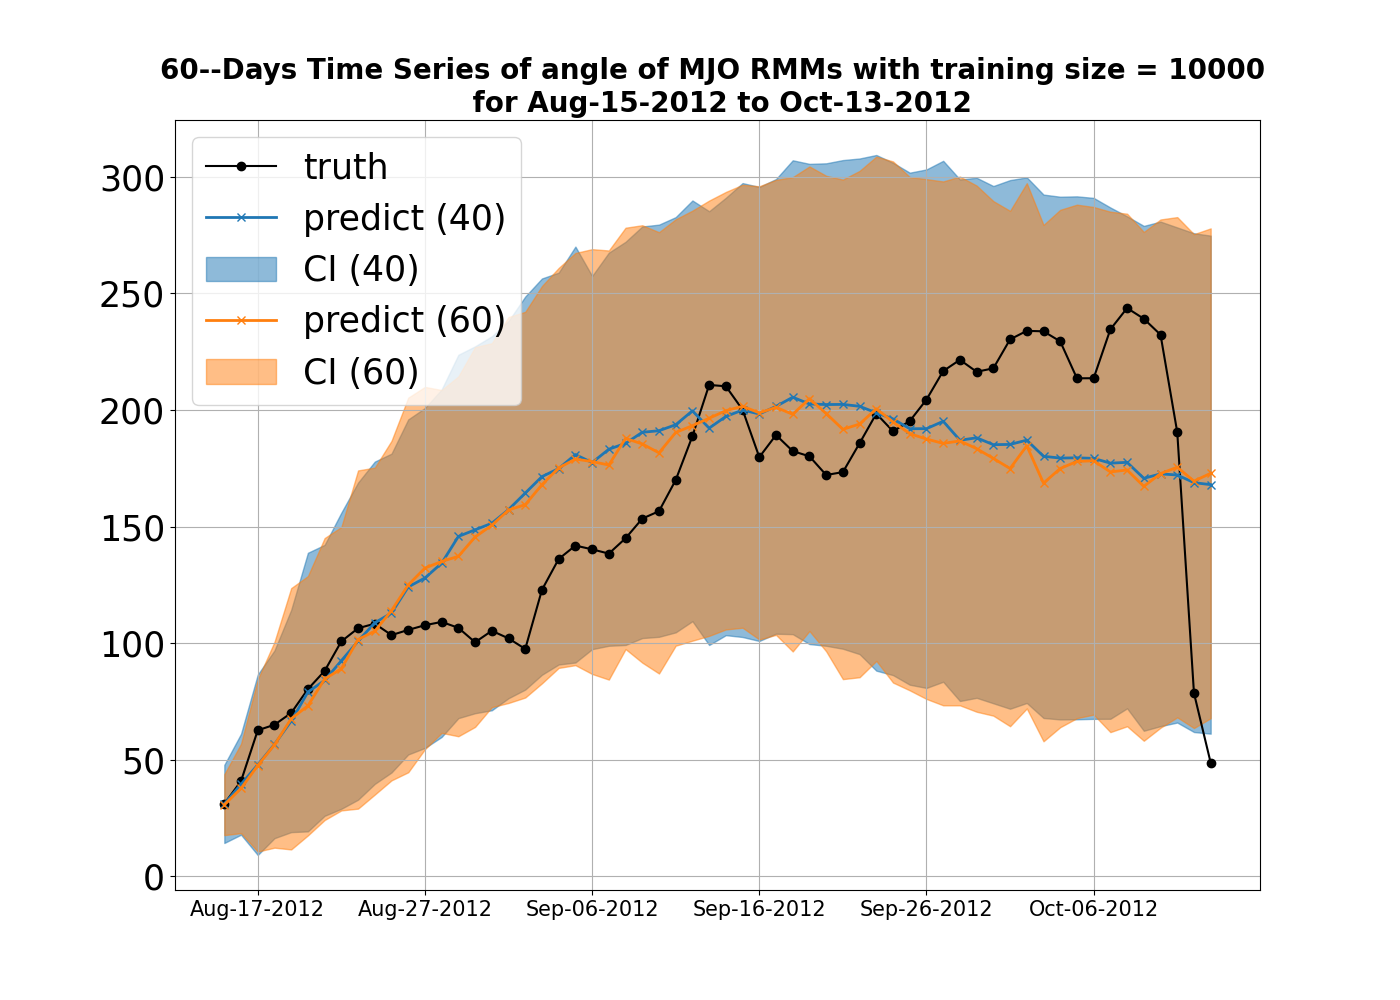 60--Days Time Series of angle of MJO RMMs with training size = 10000
for Aug-15-2012 to Oct-13-2012
truth
predict (40)
CI (40)
predict (60)
CI (60)
300
250
200
150
100
50
0
Aug-17-2012 Aug-27-2012 Sep-06-2012 Sep-16-2012 Sep-26-2012 Oct-06-2012